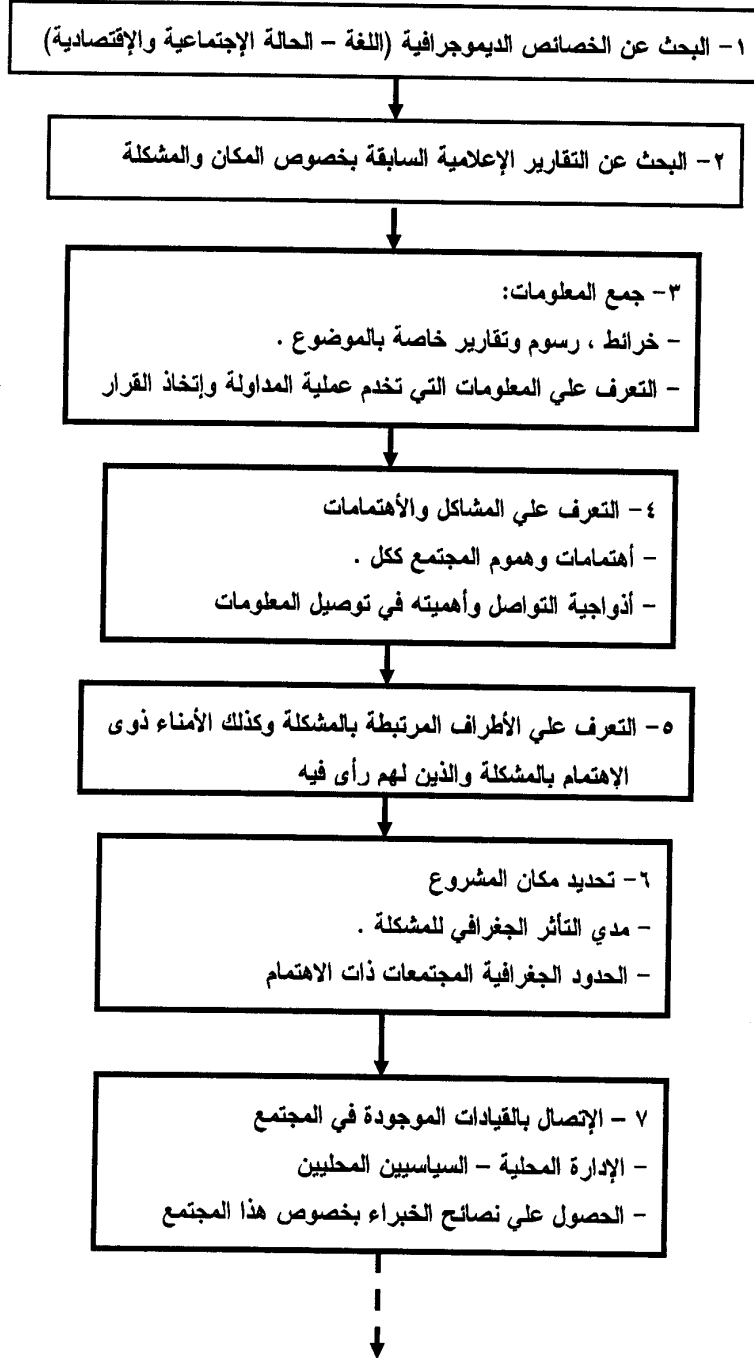 ١- البحث عن الخصائص الديموجرافية (اللغة – الحالة الإجتماعية والإقتصادية)
٢- البحث عن التقارير الإعلامية السابقة بخصوص المكان والمشكلة
٣- جمع المعلومات:
- خرائط ، رسوم وتقارير خاصة بالموضوع .
- التعرف علي المعلومات التي تخدم عملية المداولة وإتخاذ القرار
٤- التعرف علي المشاكل والأهتمامات
- أهتمامات وهموم المجتمع ككل .
- أذواجية التواصل وأهميته في توصيل المعلومات
٥- التعرف علي الأطراف المرتبطة بالمشكلة وكذلك الأمناء ذوى
الإهتمام بالمشكلة والذين لهم رأى فيه
٦- تحديد مكان المشروع
- مدي التأثر الجغرافي للمشكلة .
- الحدود الجغرافية المجتمعات ذات الاهتمام
٧ – الإتصال بالقيادات الموجودة في المجتمع
- الإدارة المحلية – السياسيين المحليين
- الحصول علي نصائح الخبراء بخصوص هذا المجتمع